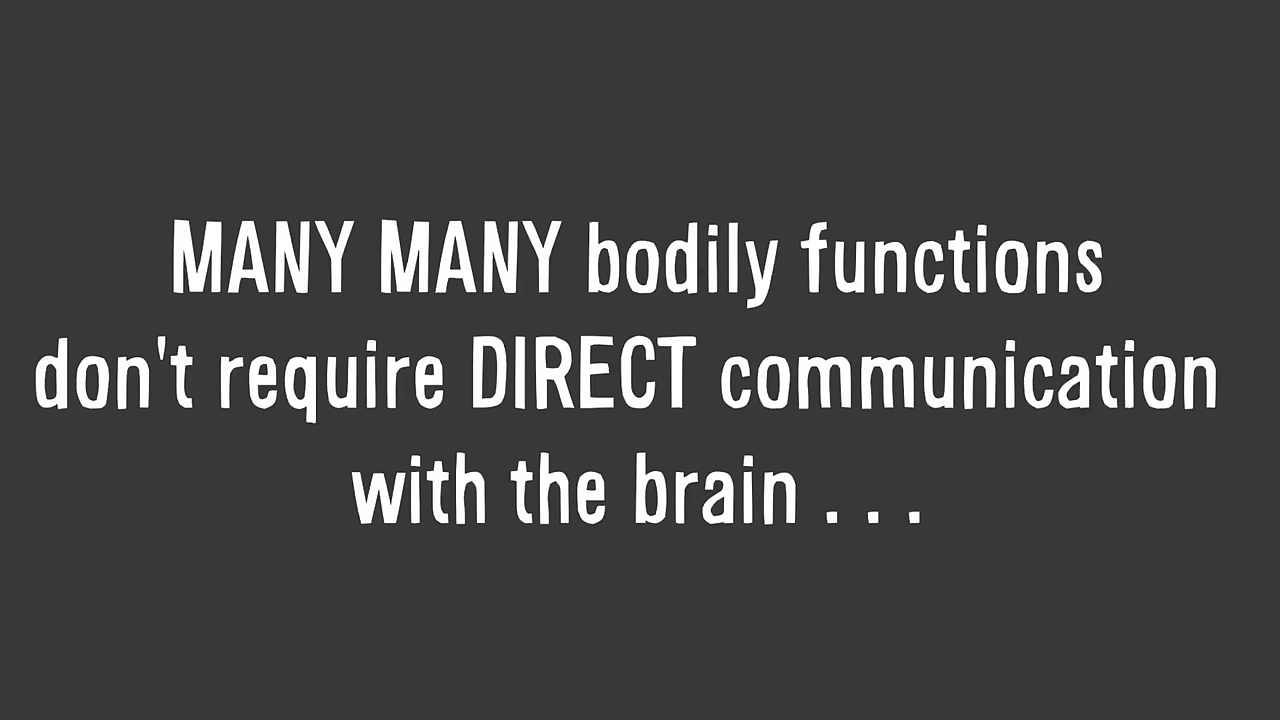 MANY MANY bodily functions
don't require DIRECT communication
with the brain . . .